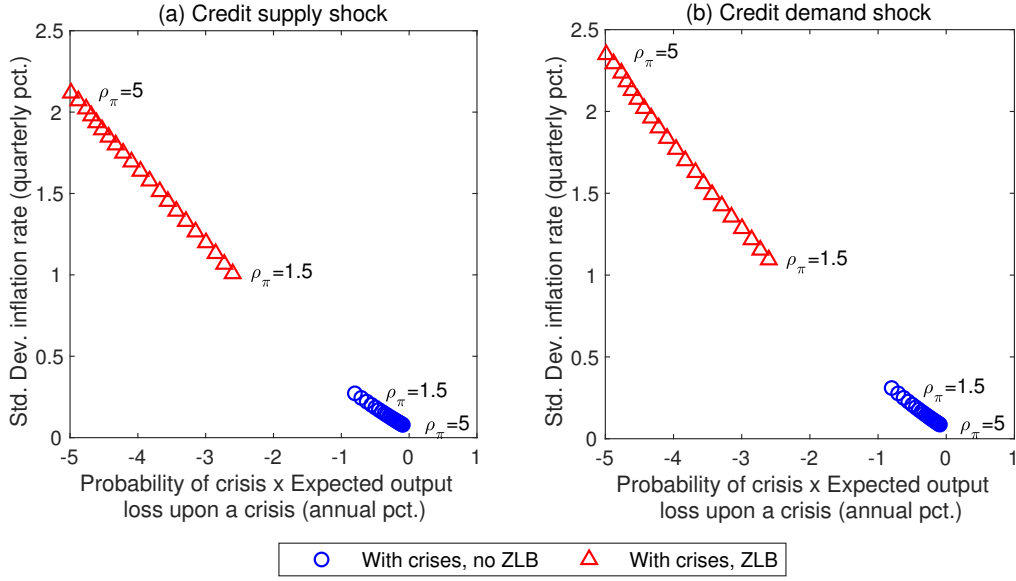 (a) Credit supply shock
Std. Dev. inflation rate (quarterly pct.)
2.5
2
1.5
1
0.5
0
ρπ=5
ρπ=1.5
ρπ=1.5
ρπ=5
-5 -4 -3 -2 -1 0 1
Probability of crisis x Expected output
loss upon a crisis (annual pct.)
(b) Credit demand shock
Std. Dev. inflation rate (quarterly pct.)
2.5
2
1.5
1
0.5
0
ρπ=5
ρπ=1.5
ρπ=1.5
ρπ=5
-5 -4 -3 -2 -1 0 1
Probability of crisis x Expected output
loss upon a crisis (annual pct.)
With crises, no ZLB With crises, ZLB